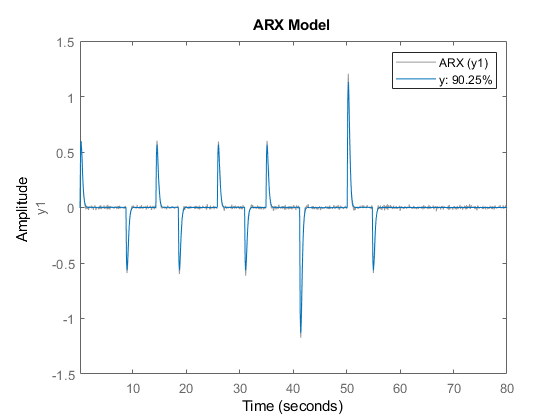 ARX Model
ARX (y1)
y: 90.25%
1.5
1
0.5
0
-0.5
-1
-1.5
Amplitude
y1
10 20 30 40 50 60 70 80
Time (seconds)